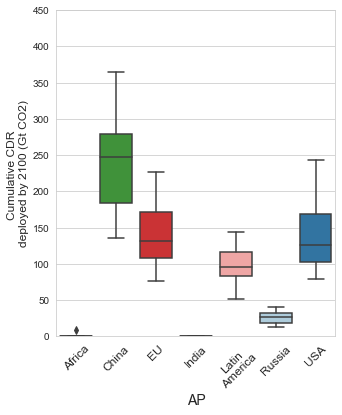 450
400
350
300
250
200
150
100
50
0
Cumulative CDR
deployed by 2100 (Gt CO2)
Africa
China
EU
India
Latin
America
Russia
USA
AP